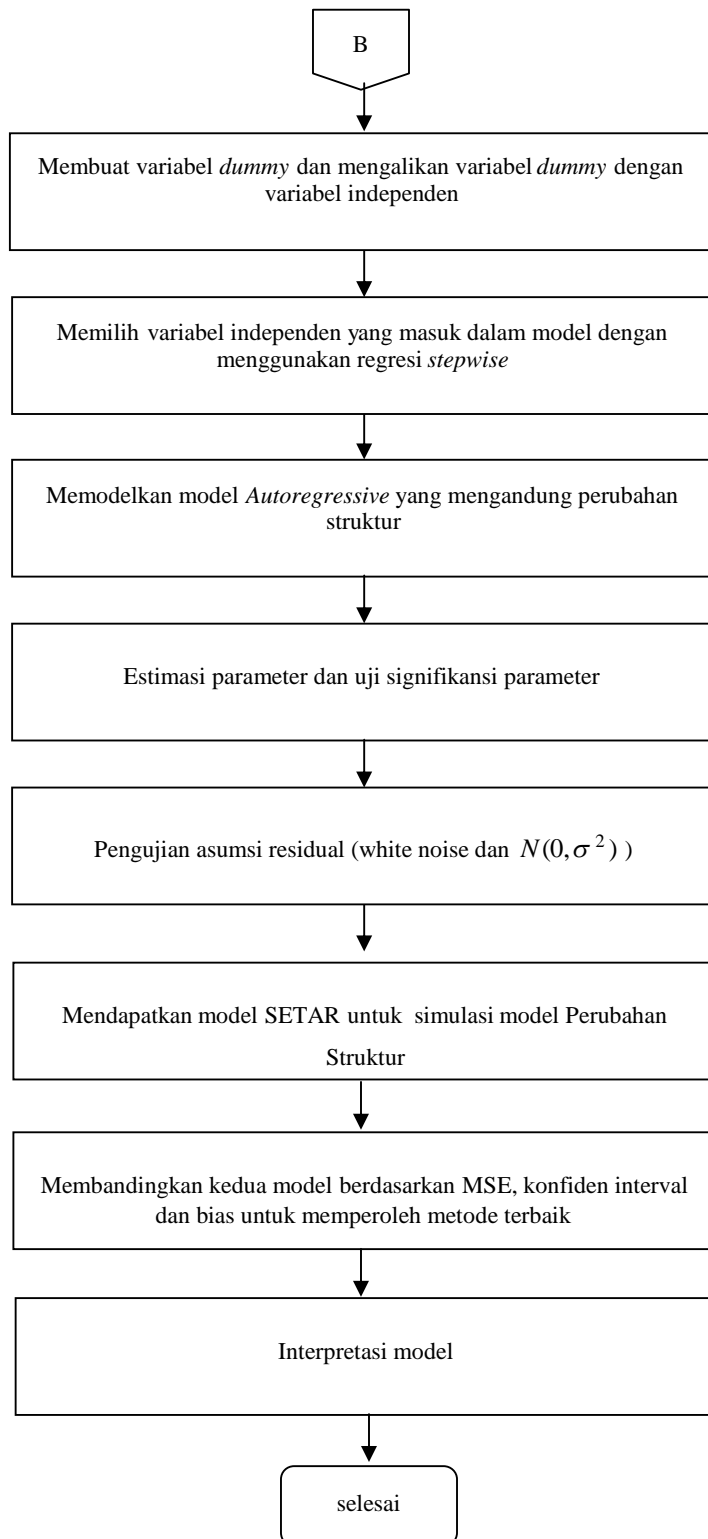 B
Membuat variabel dummy dan mengalikan variabel dummy dengan
variabel independen
Memilih variabel independen yang masuk dalam model dengan
menggunakan regresi stepwise
Memodelkan model Autoregressive yang mengandung perubahan
struktur
Estimasi parameter dan uji signifikansi parameter
Pengujian asumsi residual (white noise dan N(0,σ²) )
Mendapatkan model SETAR untuk simulasi model Perubahan
Struktur
Membandingkan kedua model berdasarkan MSE, konfiden interval
dan bias untuk memperoleh metode terbaik
Interpretasi model
selesai